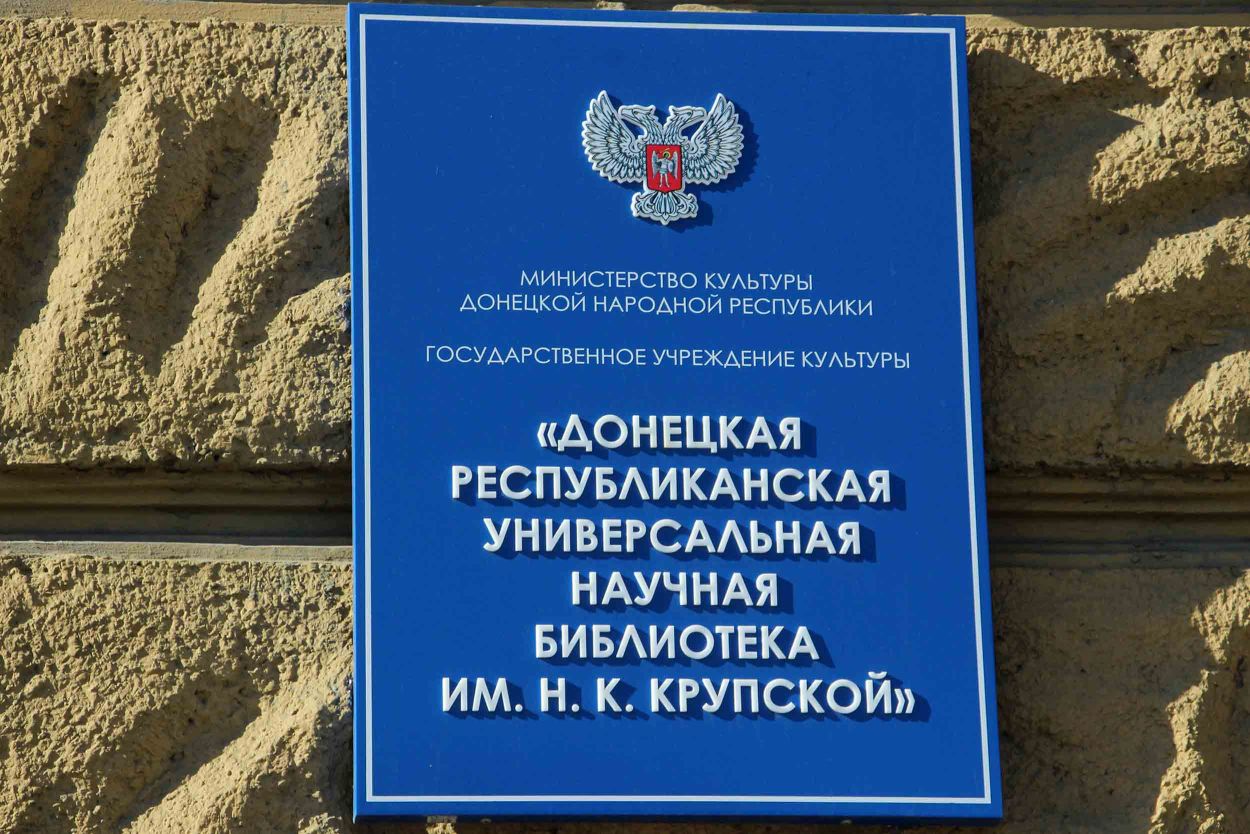 МИНИСТЕРСТВО КУЛЬТУРЫ
ДОНЕЦКОЙ НАРОДНОЙ РЕСПУБЛИКИ
ГОСУДАРСТВЕННОЕ УЧРЕЖДЕНИЕ КУЛЬТУРЫ
«ДОНЕЦКАЯ
РЕСПУБЛИКАНСКАЯ
УНИВЕРСАЛЬНАЯ
НАУЧНАЯ
БИБЛИОТЕКА
ИМ. Н. К. КРУПСКОЙ»